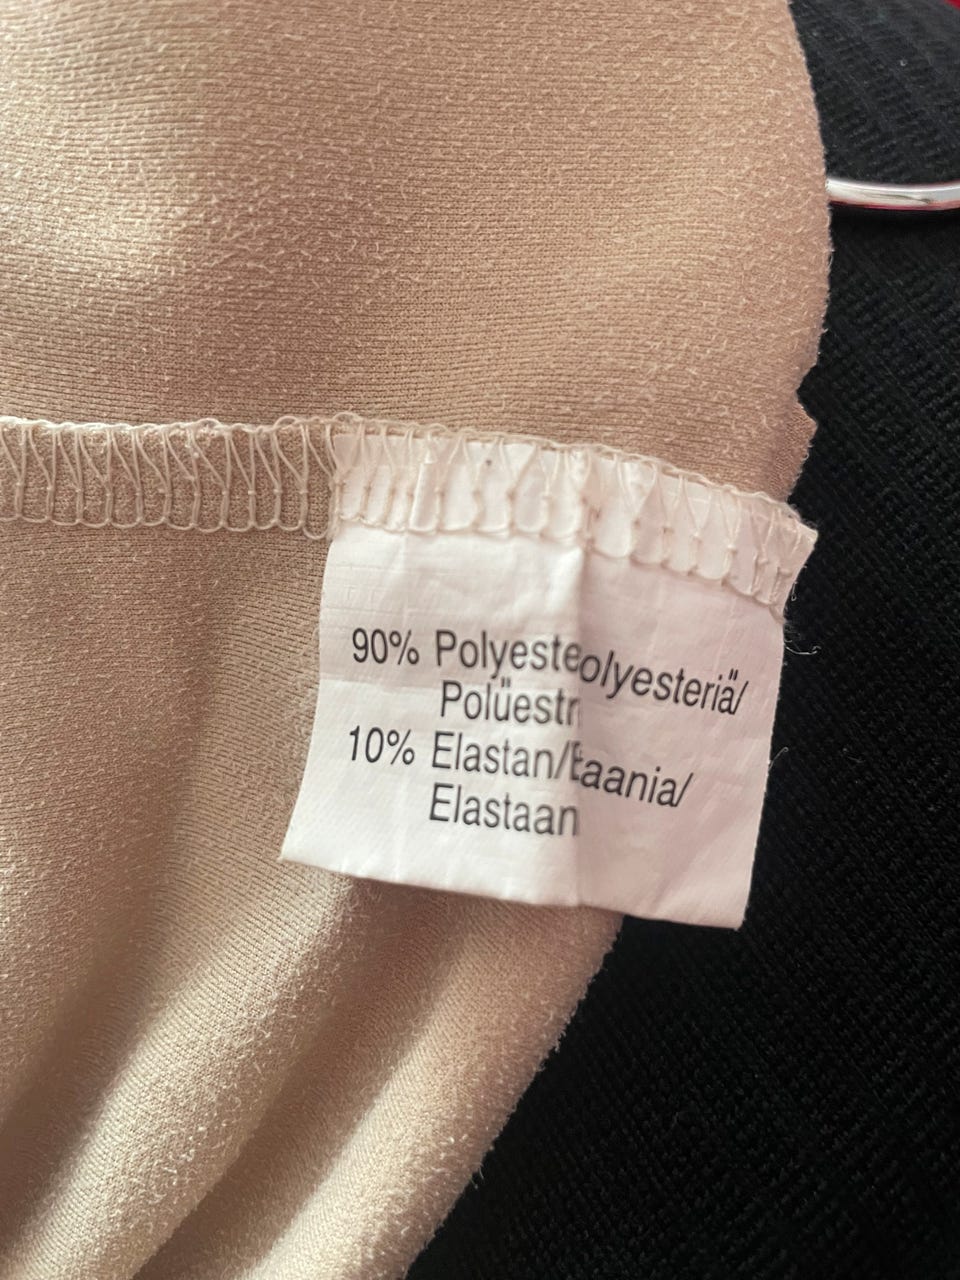 90% Polyesteolyesteriä/
Polüestr
10% Elastan/Eaania/
Elastaan